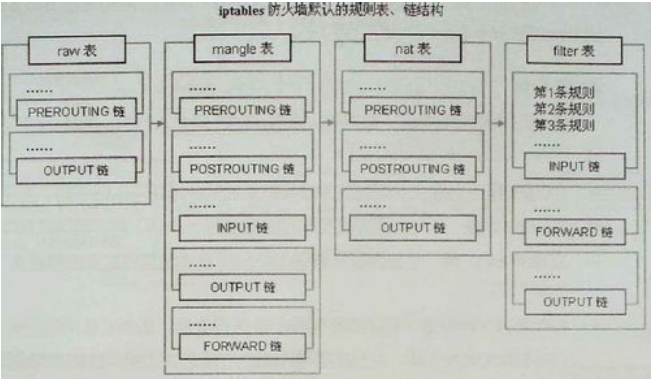 iptables 防火墙默认的规则表、链结构
raw 表
......
PREROUTING 链
......
OUTPUT 链
mangle 表
......
PREROUTING 链
......
POSTROUTING 链
......
INPUT 链
......
OUTPUT 链
......
FORWARD 链
nat 表
......
PREROUTING 链
......
POSTROUTING 链
......
OUTPUT 链
filter 表
第1条规则
第2条规则
第3条规则
......
INPUT 链
......
FORWARD 链
......
OUTPUT 链